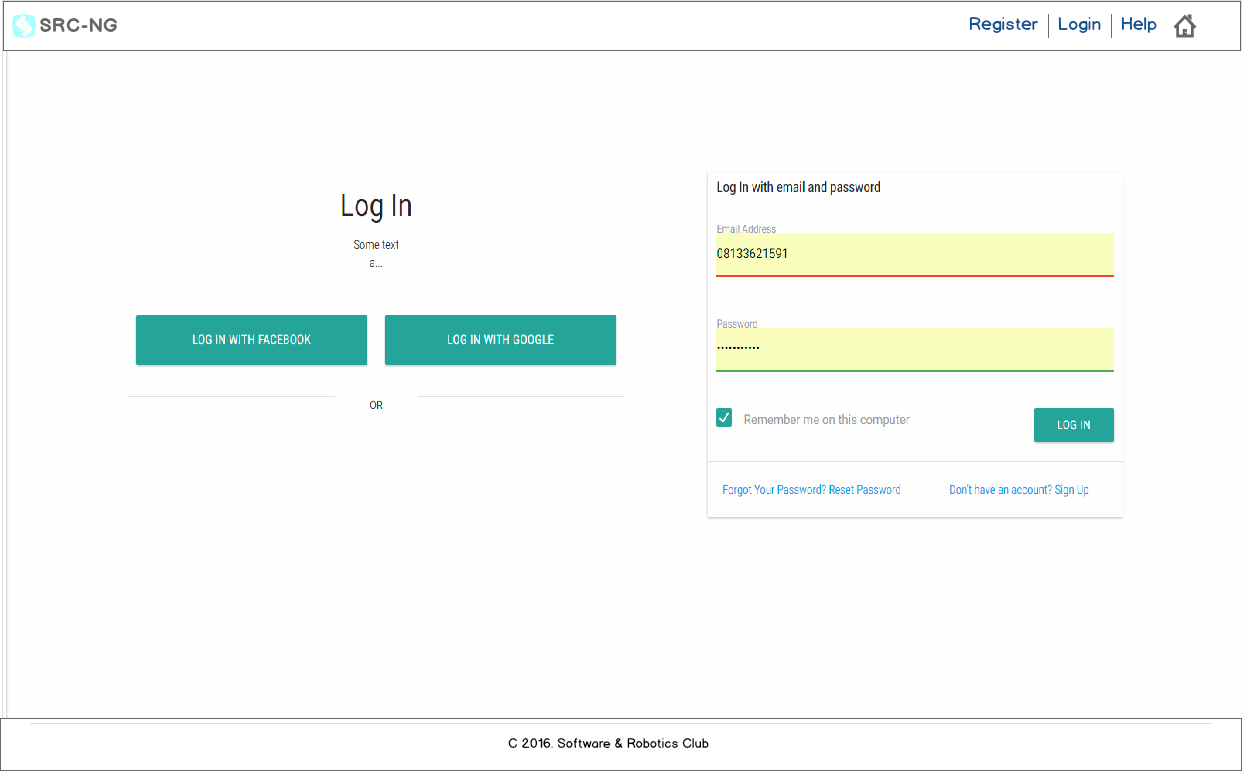 SRC-NG
Register Login Help
Log In
Some text
a...
LOG IN WITH FACEBOOK
LOG IN WITH GOOGLE
OR
Log In with email and password
Email Address
08133621591
Password
Remember me on this computer
LOG IN
Forgot Your Password? Reset Password
Don't have an account? Sign Up
C 2016. Software & Robotics Club